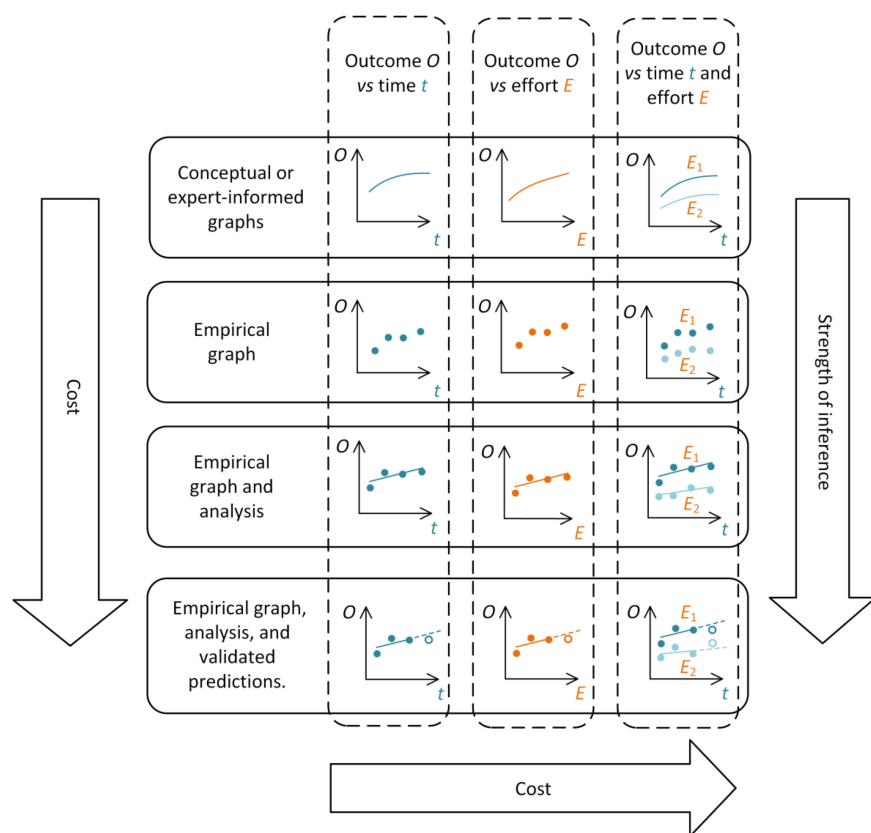 Outcome O
vs time t
Outcome O
vs effort E
Outcome O
vs time t and
effort E
Conceptual or
expert-informed
graphs
O
t
O
E
O
E1
E2
t
Empirical
graph
O
t
O
E
O
E1
E2
t
Empirical
graph and
analysis
O
t
O
E
O
E1
E2
t
Empirical graph,
analysis, and
validated
predictions.
O
t
O
E
O
E1
E2
t
Cost
Strength of inference
Cost